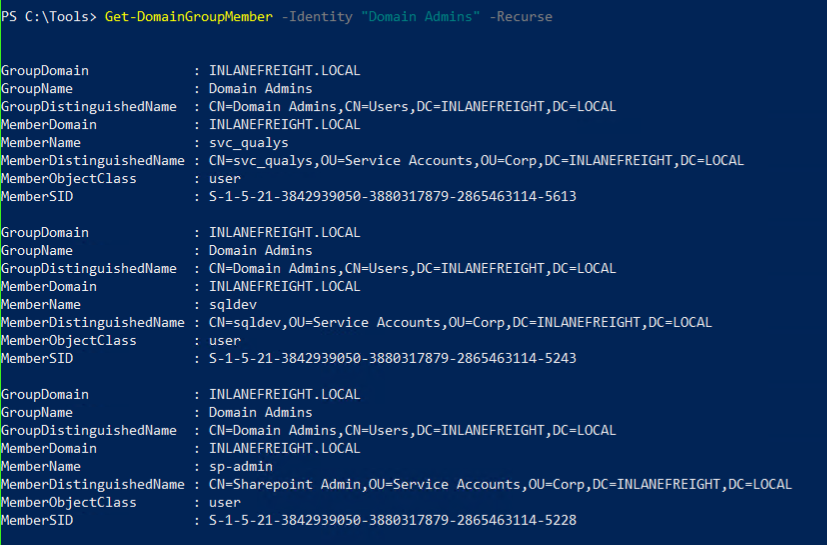 PS C:\Tools> Get-DomainGroupMember -Identity "Domain Admins" -Recurse
GroupDomain             : INLANEFREIGHT.LOCAL
GroupName               : Domain Admins
GroupDistinguishedName  : CN=Domain Admins,CN=Users,DC=INLANEFREIGHT,DC=LOCAL
MemberDomain            : INLANEFREIGHT.LOCAL
MemberName              : svc_qualys
MemberDistinguishedName : CN=svc_qualys,OU=Service Accounts,OU=Corp,DC=INLANEFREIGHT,DC=LOCAL
MemberObjectClass       : user
MemberSID               : S-1-5-21-3842939050-3880317879-2865463114-5613
GroupDomain             : INLANEFREIGHT.LOCAL
GroupName               : Domain Admins
GroupDistinguishedName  : CN=Domain Admins,CN=Users,DC=INLANEFREIGHT,DC=LOCAL
MemberDomain            : INLANEFREIGHT.LOCAL
MemberName              : sqldev
MemberDistinguishedName : CN=sqldev,OU=Service Accounts,OU=Corp,DC=INLANEFREIGHT,DC=LOCAL
MemberObjectClass       : user
MemberSID               : S-1-5-21-3842939050-3880317879-2865463114-5243
GroupDomain             : INLANEFREIGHT.LOCAL
GroupName               : Domain Admins
GroupDistinguishedName  : CN=Domain Admins,CN=Users,DC=INLANEFREIGHT,DC=LOCAL
MemberDomain            : INLANEFREIGHT.LOCAL
MemberName              : sp-admin
MemberDistinguishedName : CN=Sharepoint Admin,OU=Service Accounts,OU=Corp,DC=INLANEFREIGHT,DC=LOCAL
MemberObjectClass       : user
MemberSID               : S-1-5-21-3842939050-3880317879-2865463114-5228